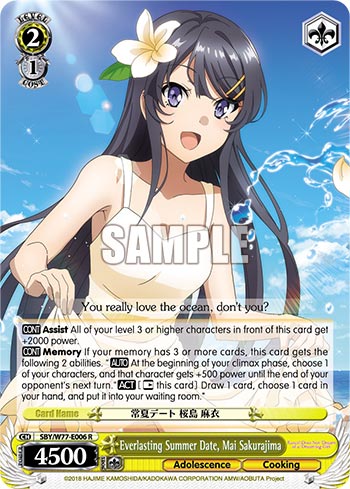 LEVEL
2
1
COST
SAMPLE
You really love the ocean, don't you?
CONT Assist All of your level 3 or higher characters in front of this card get
+2000 power.
CONT Memory If your memory has 3 or more cards, this card gets the
following 2 abilities. "AUTO At the beginning of your climax phase, choose 1
of your characters, and that character gets +500 power until the end of your
opponent's next turn." ACT [ this card] Draw 1 card, choose 1 card in your
hand, and put it into your waiting room."
Card Name 常夏デート 桜島 麻衣
CH SBY/W77-E006 R
Everlasting Summer Date, Mai Sakurajima
4500
Adolescence Cooking
©2018 HAJIME KAMOSHIDA/KADOKAWA CORPORATION AMW/AOBUTA Project